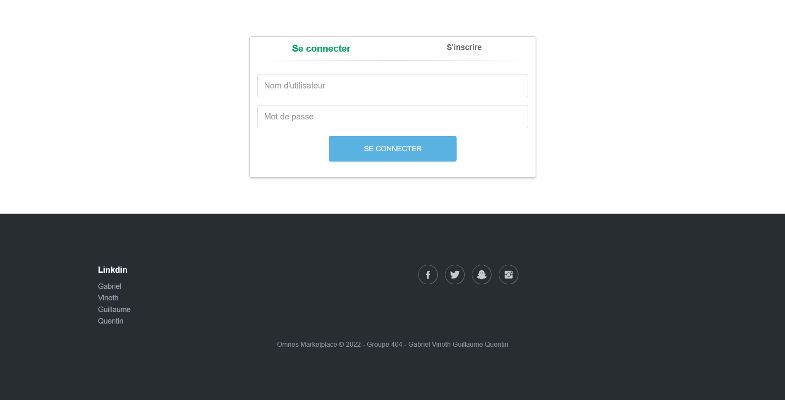 Se connecter
S'inscrire
Nom d'utilisateur
Mot de passe
SE CONNECTER
Linkdin
Gabriel
Vinoth
Guillaume
Quentin
Omnes Marketplace © 2022 - Groupe 404 - Gabriel Vinoth Guillaume Quentin